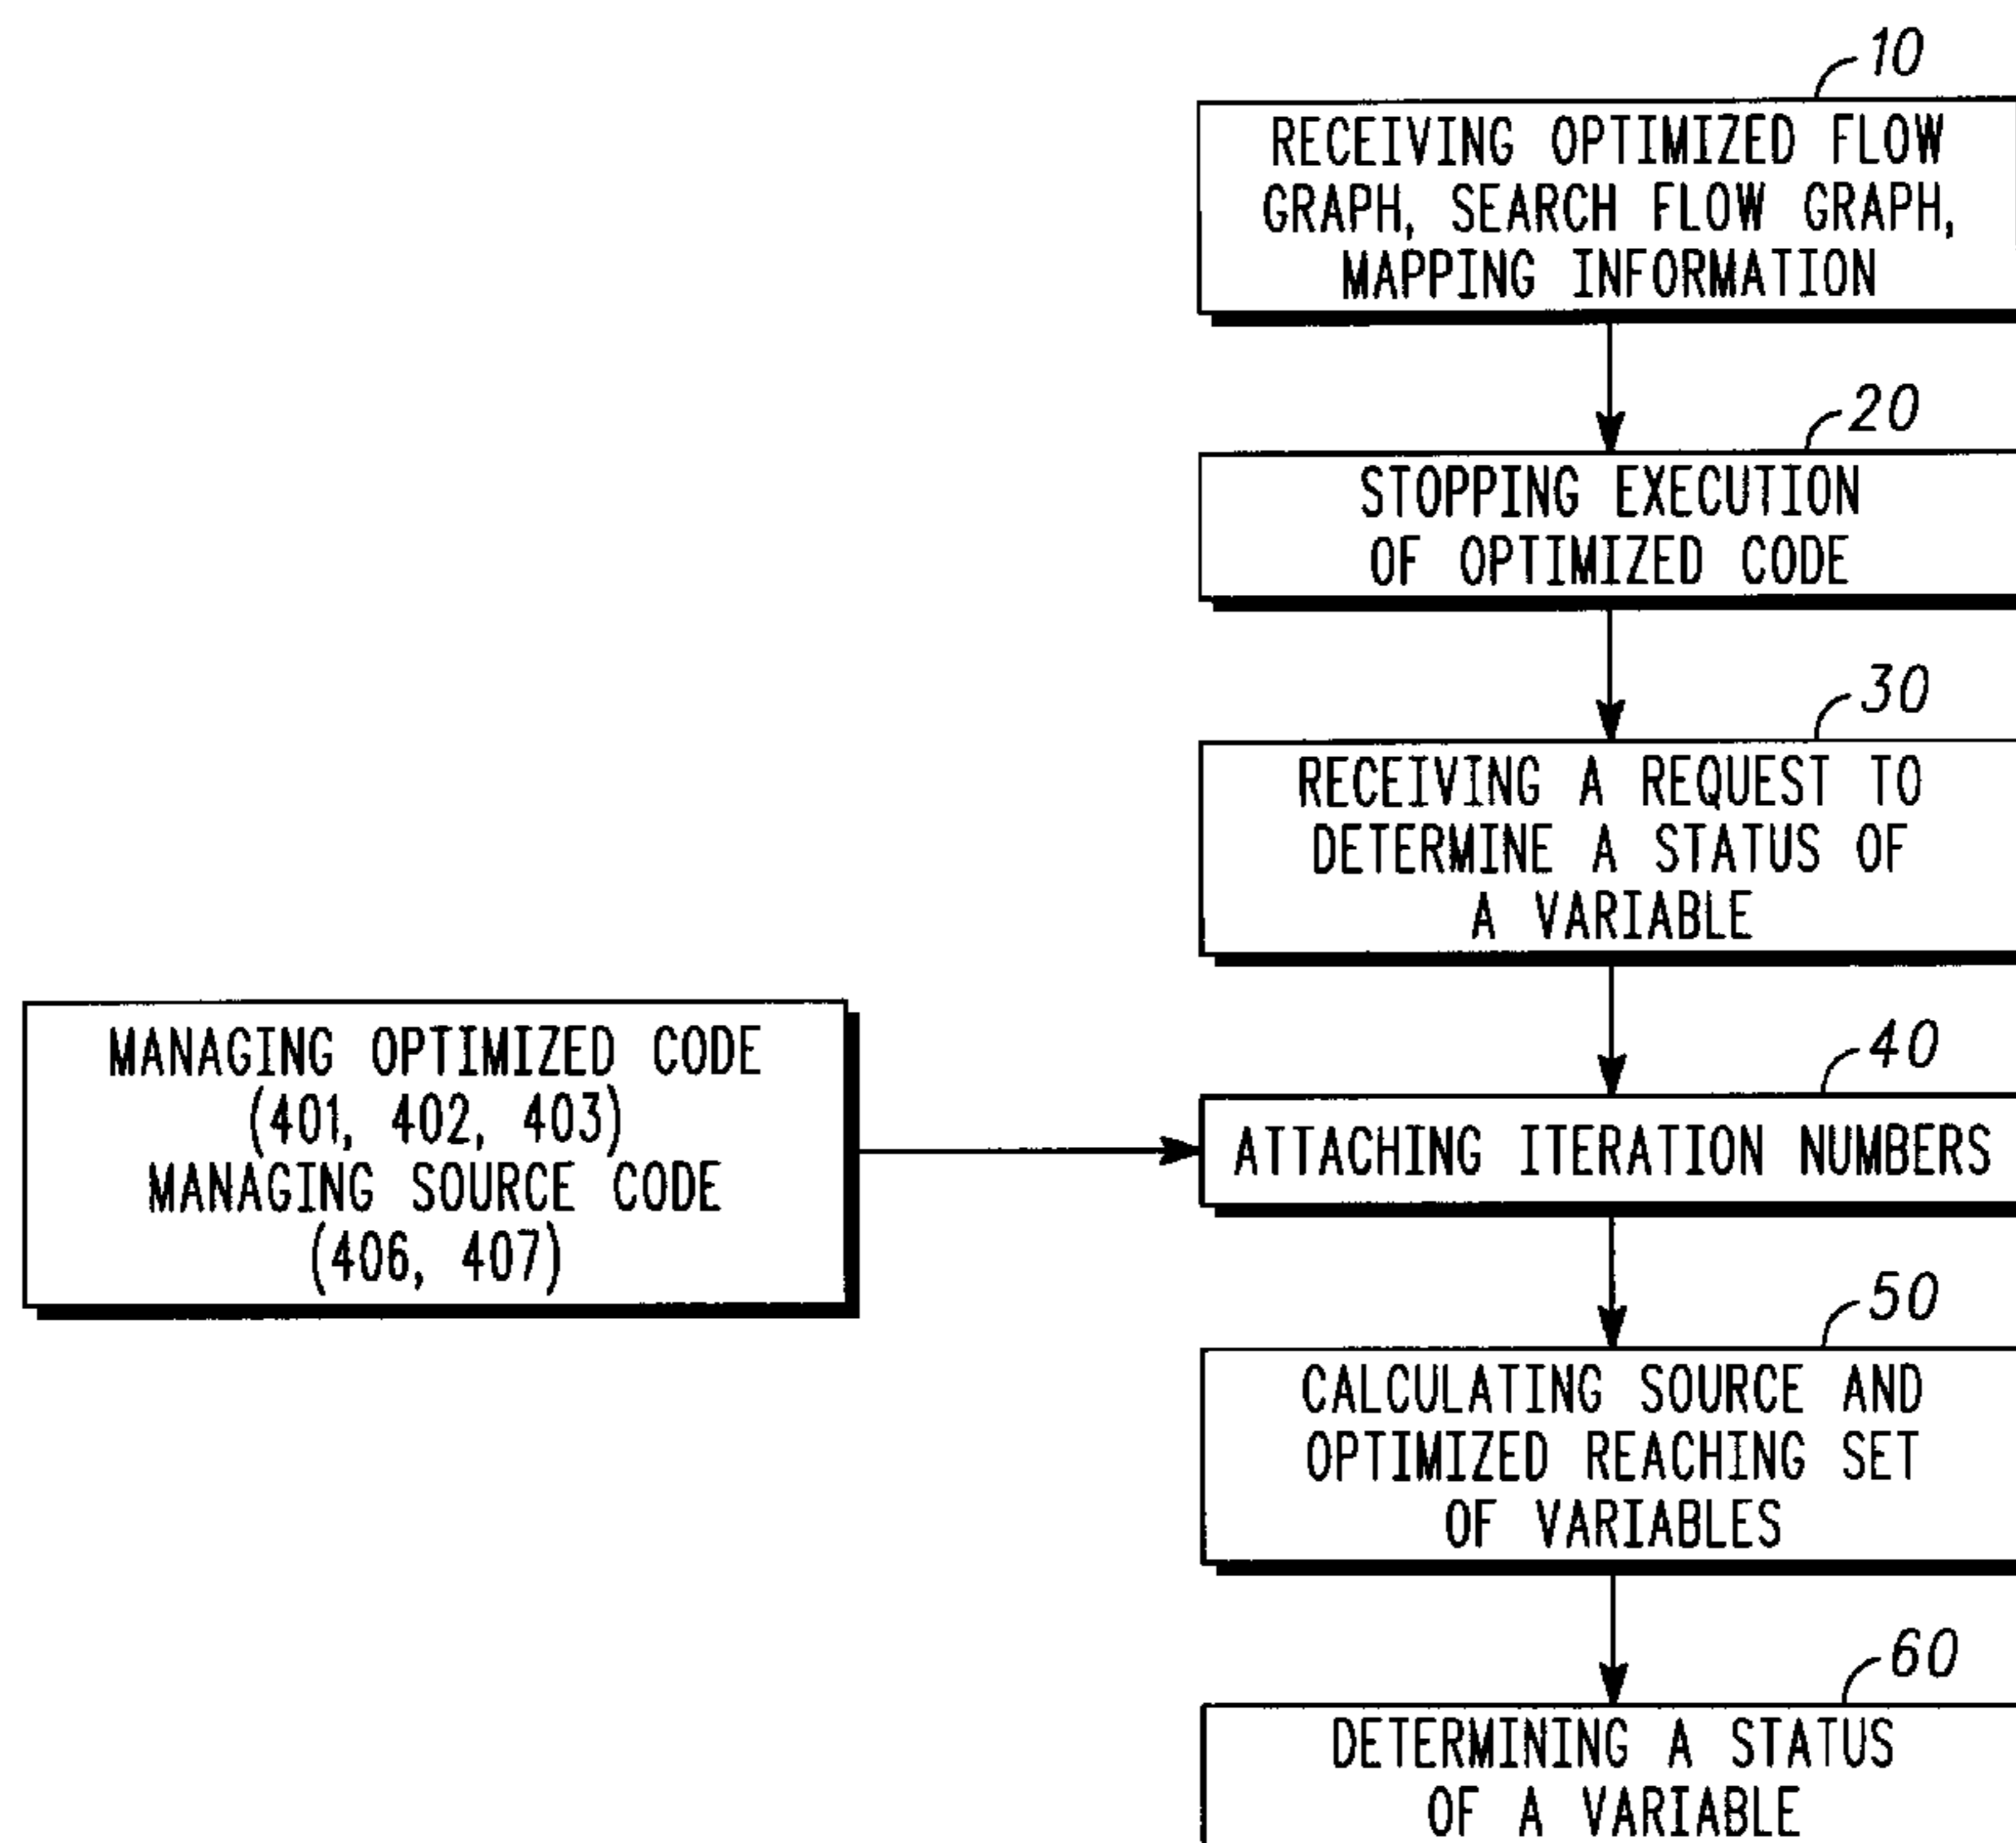 10
RECEIVING OPTIMIZED FLOW
GRAPH, SEARCH FLOW GRAPH,
MAPPING INFORMATION
20
STOPPING EXECUTION
OF OPTIMIZED CODE
30
RECEIVING A REQUEST TO
DETERMINE A STATUS OF
A VARIABLE
MANAGING OPTIMIZED CODE
(401, 402, 403)
MANAGING SOURCE CODE
(406, 407)
40
ATTACHING ITERATION NUMBERS
50
CALCULATING SOURCE AND
OPTIMIZED REACHING SET
OF VARIABLES
60
DETERMINING A STATUS
OF A VARIABLE